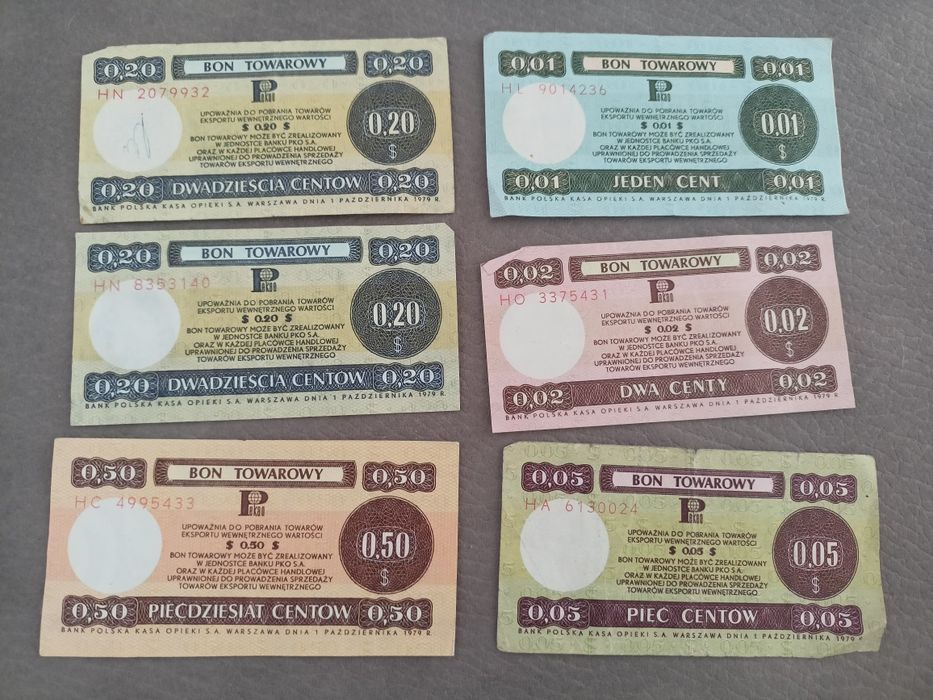 0,20 BON TOWAROWY 0,20
HN 2079932
Pekao
UPOWAŻNIA DO POBRANIA TOWARÓW
EKSPORTU WEWNĘTRZNEGO WARTOŚCI
$ 0.20 $
BON TOWAROWY MOŻE BYĆ ZREALIZOWANY
W JEDNOSTCE BANKU PKO S.A.
ORAZ W KAŻDEJ PLACÓWCE HANDLOWEJ
UPRAWNIONEJ DO PROWADZENIA SPRZEDAŻY
TOWARÓW EKSPORTU WEWNĘTRZNEGO
0,20
$
0,20 DWADZIEŚCIA CENTÓW 0,20
BANK POLSKA KASA OPIEKI S.A. WARSZAWA DNIA 1 PAŹDZIERNIKA 1979 R.
0,01 BON TOWAROWY 0,01
HL 9014236
Pekao
UPOWAŻNIA DO POBRANIA TOWARÓW
EKSPORTU WEWNĘTRZNEGO WARTOŚCI
$ 0.01 $
BON TOWAROWY MOŻE BYĆ ZREALIZOWANY
W JEDNOSTCE BANKU PKO S.A.
ORAZ W KAŻDEJ PLACÓWCE HANDLOWEJ
UPRAWNIONEJ DO PROWADZENIA SPRZEDAŻY
TOWARÓW EKSPORTU WEWNĘTRZNEGO
0,01
$
0,01 JEDEN CENT 0,01
BANK POLSKA KASA OPIEKI S.A. WARSZAWA DNIA 1 PAŹDZIERNIKA 1979 R.
0,20 BON TOWAROWY 0,20
HN 8353140
Pekao
UPOWAŻNIA DO POBRANIA TOWARÓW
EKSPORTU WEWNĘTRZNEGO WARTOŚCI
$ 0.20 $
BON TOWAROWY MOŻE BYĆ ZREALIZOWANY
W JEDNOSTCE BANKU PKO S.A.
ORAZ W KAŻDEJ PLACÓWCE HANDLOWEJ
UPRAWNIONEJ DO PROWADZENIA SPRZEDAŻY
TOWARÓW EKSPORTU WEWNĘTRZNEGO
0,20
$
0,20 DWADZIEŚCIA CENTÓW 0,20
BANK POLSKA KASA OPIEKI S.A. WARSZAWA DNIA 1 PAŹDZIERNIKA 1979 R.
0,02 BON TOWAROWY 0,02
HO 3375431
Pekao
UPOWAŻNIA DO POBRANIA TOWARÓW
EKSPORTU WEWNĘTRZNEGO WARTOŚCI
$ 0.02 $
BON TOWAROWY MOŻE BYĆ ZREALIZOWANY
W JEDNOSTCE BANKU PKO S.A.
ORAZ W KAŻDEJ PLACÓWCE HANDLOWEJ
UPRAWNIONEJ DO PROWADZENIA SPRZEDAŻY
TOWARÓW EKSPORTU WEWNĘTRZNEGO
0,02
$
0,02 DWA CENTY 0,02
BANK POLSKA KASA OPIEKI S.A. WARSZAWA DNIA 1 PAŹDZIERNIKA 1979 R.
0,50 BON TOWAROWY 0,50
HC 4995433
Pekao
UPOWAŻNIA DO POBRANIA TOWARÓW
EKSPORTU WEWNĘTRZNEGO WARTOŚCI
$ 0.50 $
BON TOWAROWY MOŻE BYĆ ZREALIZOWANY
W JEDNOSTCE BANKU PKO S.A.
ORAZ W KAŻDEJ PLACÓWCE HANDLOWEJ
UPRAWNIONEJ DO PROWADZENIA SPRZEDAŻY
TOWARÓW EKSPORTU WEWNĘTRZNEGO
0,50
$
0,50 PIĘĆDZIESIĄT CENTÓW 0,50
BANK POLSKA KASA OPIEKI S.A. WARSZAWA DNIA 1 PAŹDZIERNIKA 1979 R.
0,05 BON TOWAROWY 0,05
HA 6130024
Pekao
UPOWAŻNIA DO POBRANIA TOWARÓW
EKSPORTU WEWNĘTRZNEGO WARTOŚCI
$ 0.05 $
BON TOWAROWY MOŻE BYĆ ZREALIZOWANY
W JEDNOSTCE BANKU PKO S.A.
ORAZ W KAŻDEJ PLACÓWCE HANDLOWEJ
UPRAWNIONEJ DO PROWADZENIA SPRZEDAŻY
TOWARÓW EKSPORTU WEWNĘTRZNEGO
0,05
$
0,05 PIĘĆ CENTÓW 0,05
BANK POLSKA KASA OPIEKI S.A. WARSZAWA DNIA 1 PAŹDZIERNIKA 1979 R.